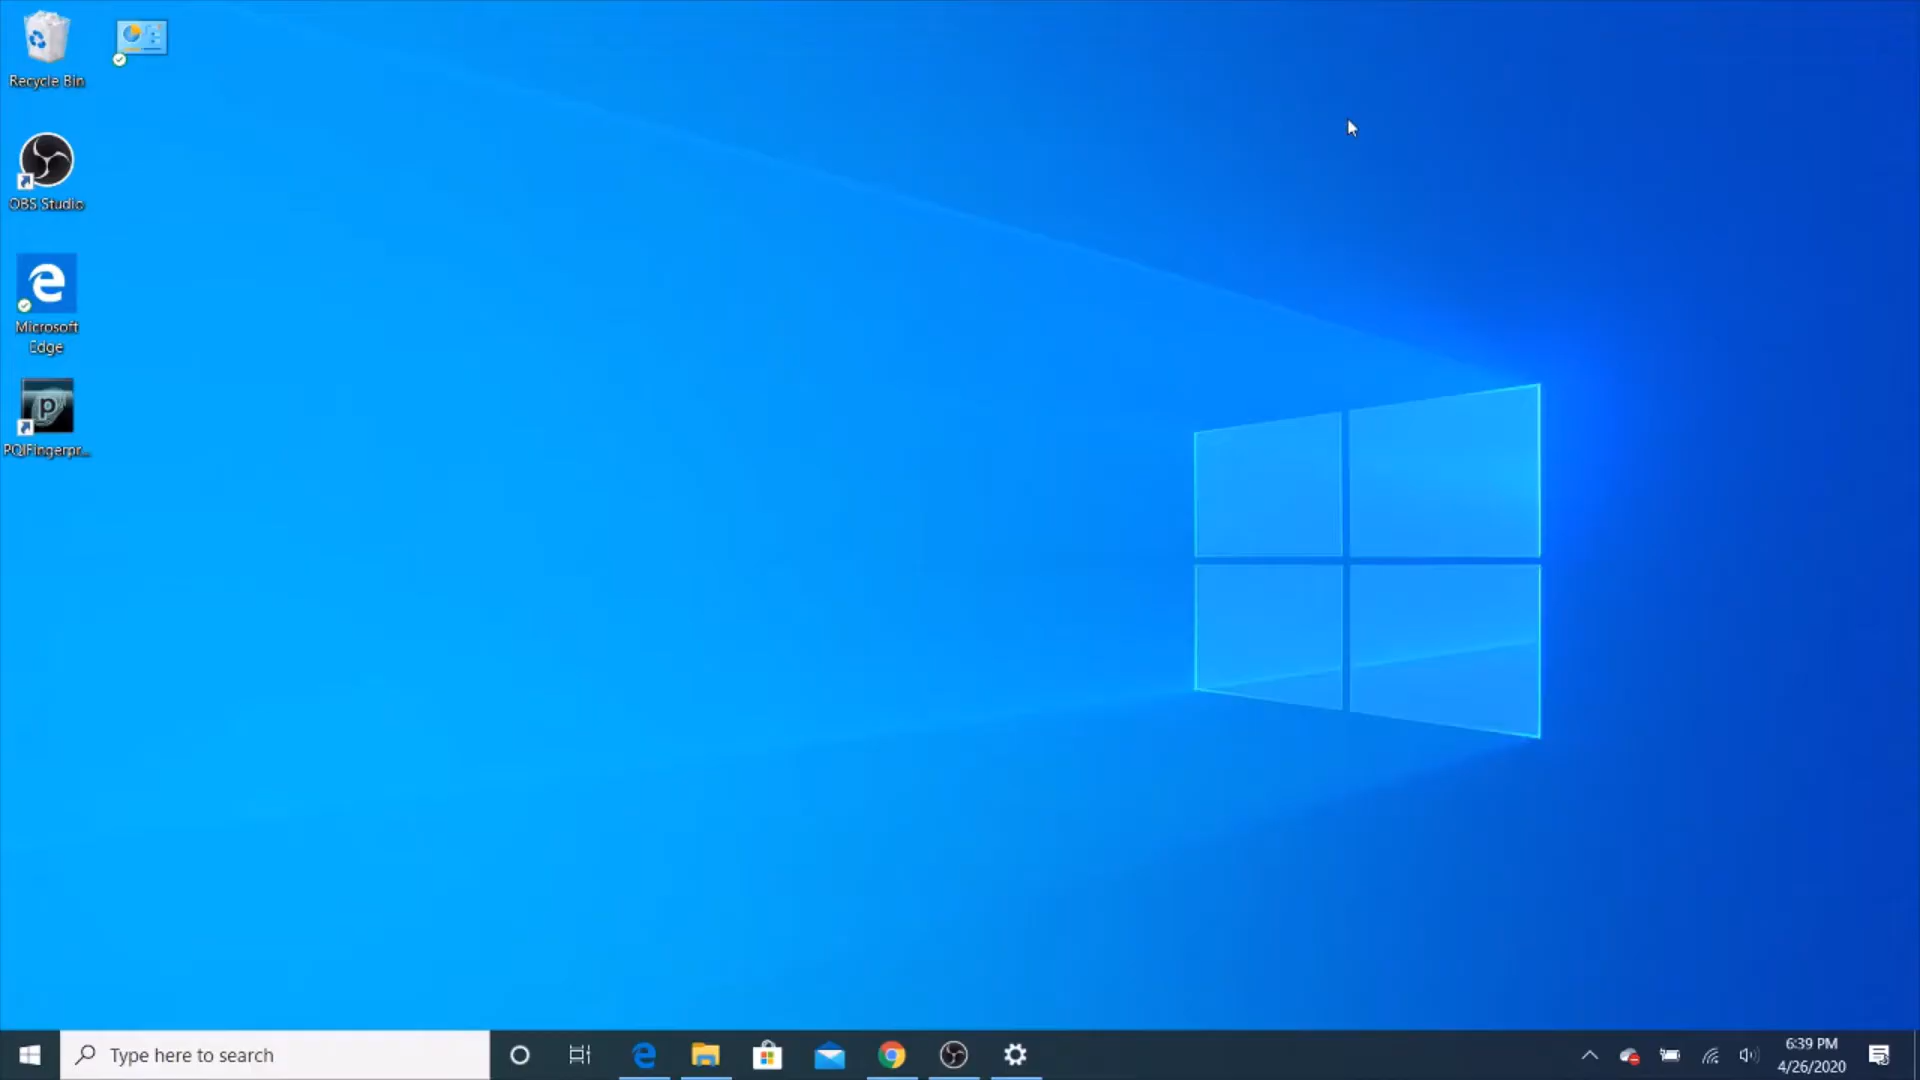 Recycle Bin
OBS Studio
Microsoft
Edge
PQIFingerpr...
Type here to search
6:39 PM
4/26/2020